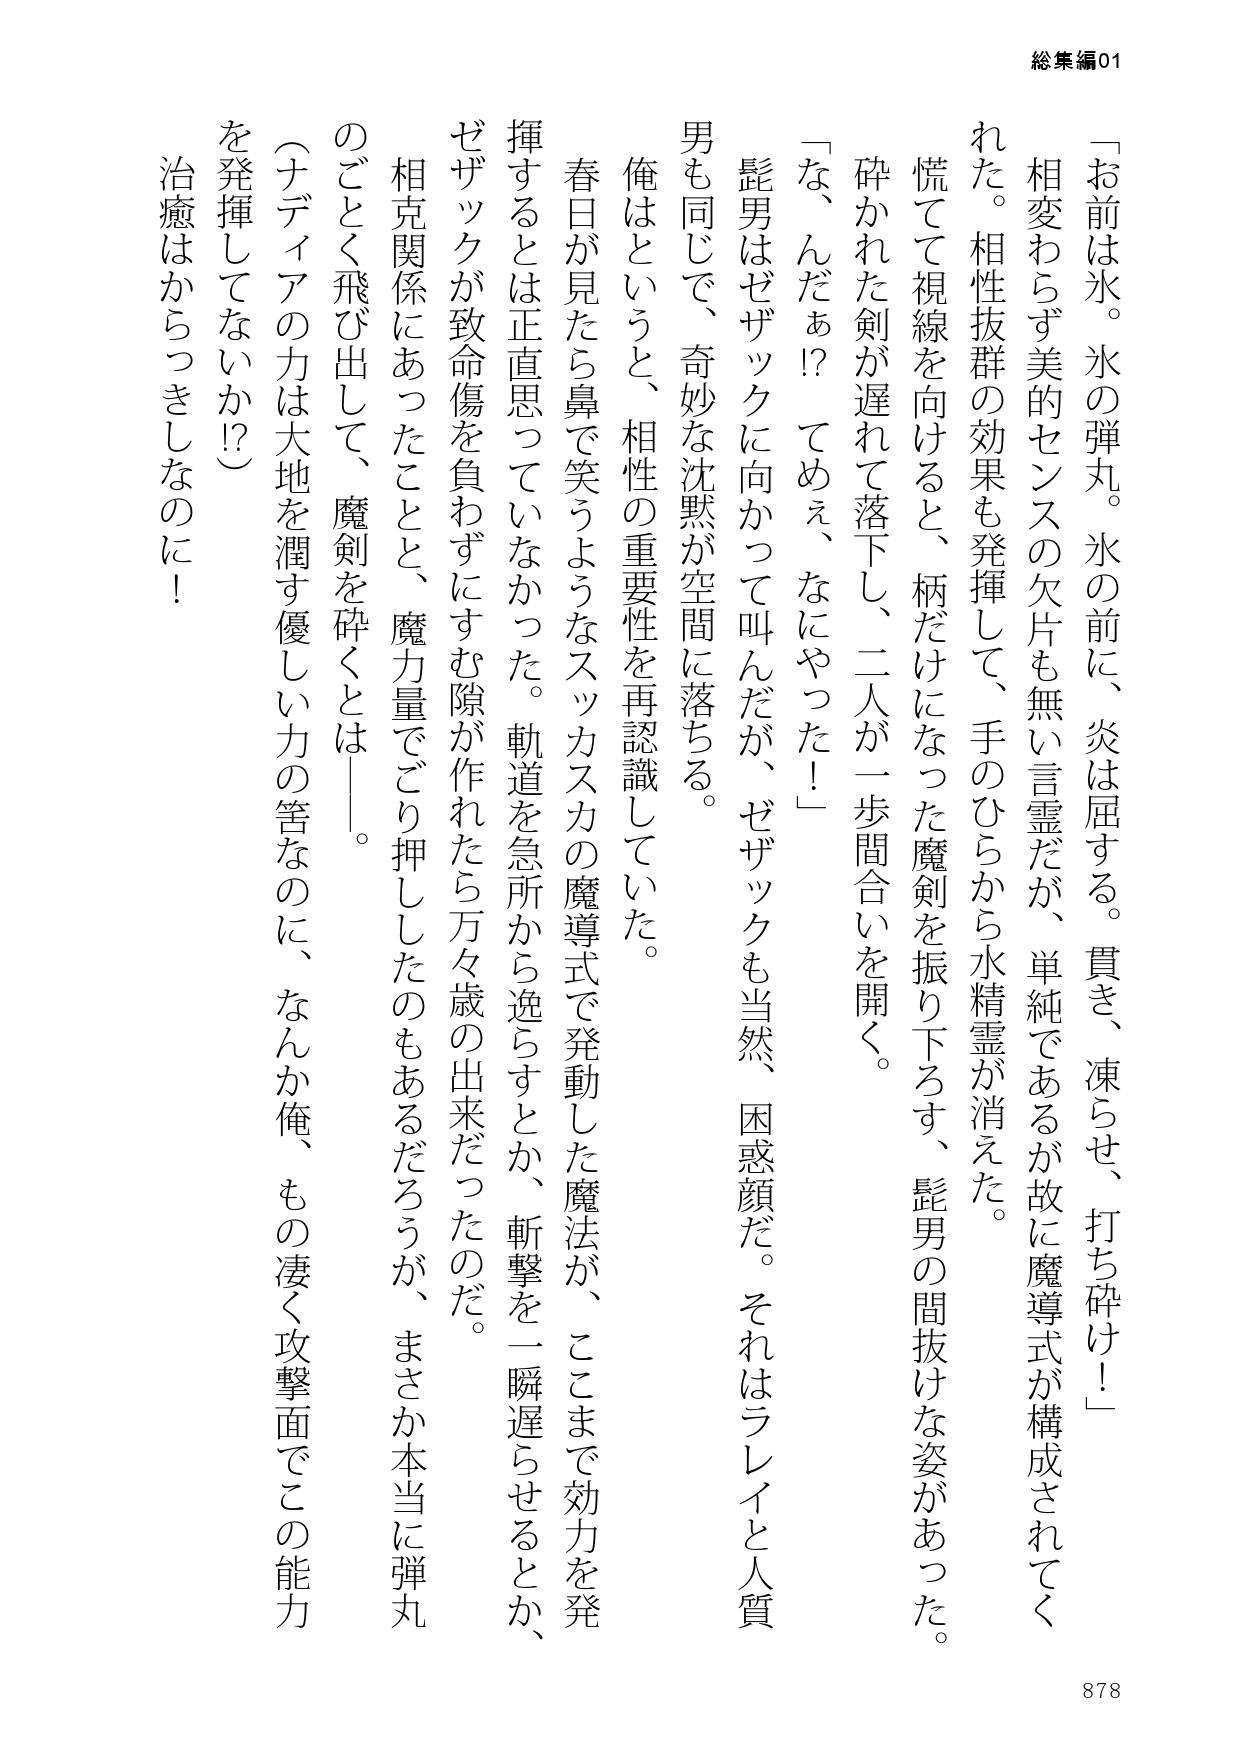 総集編01
「お前は氷。氷の弾丸。氷の前に、炎は屈する。貫き、凍らせ、打ち砕け！」
相変わらず美的センスの欠片も無い言霊だが、単純であるが故に魔導式が構成されてく
れた。相性抜群の効果も発揮して、手のひらから水精霊が消えた。
慌てて視線を向けると、柄だけになった魔剣を振り下ろす、髭男の間抜けな姿があった。
砕かれた剣が遅れて落下し、二人が一歩間合いを開く。
「な、んだぁ!?　てめぇ、なにやった！」
髭男はゼザックに向かって叫んだが、ゼザックも当然、困惑顔だ。それはラレイと人質
男も同じで、奇妙な沈黙が空間に落ちる。
俺はというと、相性の重要性を再認識していた。
春日が見たら鼻で笑うようなスッカスカの魔導式で発動した魔法が、ここまで効力を発
揮するとは正直思っていなかった。軌道を急所から逸らすとか、斬撃を一瞬遅らせるとか、
ゼザックが致命傷を負わずにすむ隙が作れたら万々歳の出来だったのだ。
相克関係にあったことと、魔力量でごり押ししたのもあるだろうが、まさか本当に弾丸
のごとく飛び出して、魔剣を砕くとは――。
（ナディアの力は大地を潤す優しい力の筈なのに、なんか俺、もの凄く攻撃面でこの能力
を発揮してないか!?）
治癒はからっきしなのに！
878